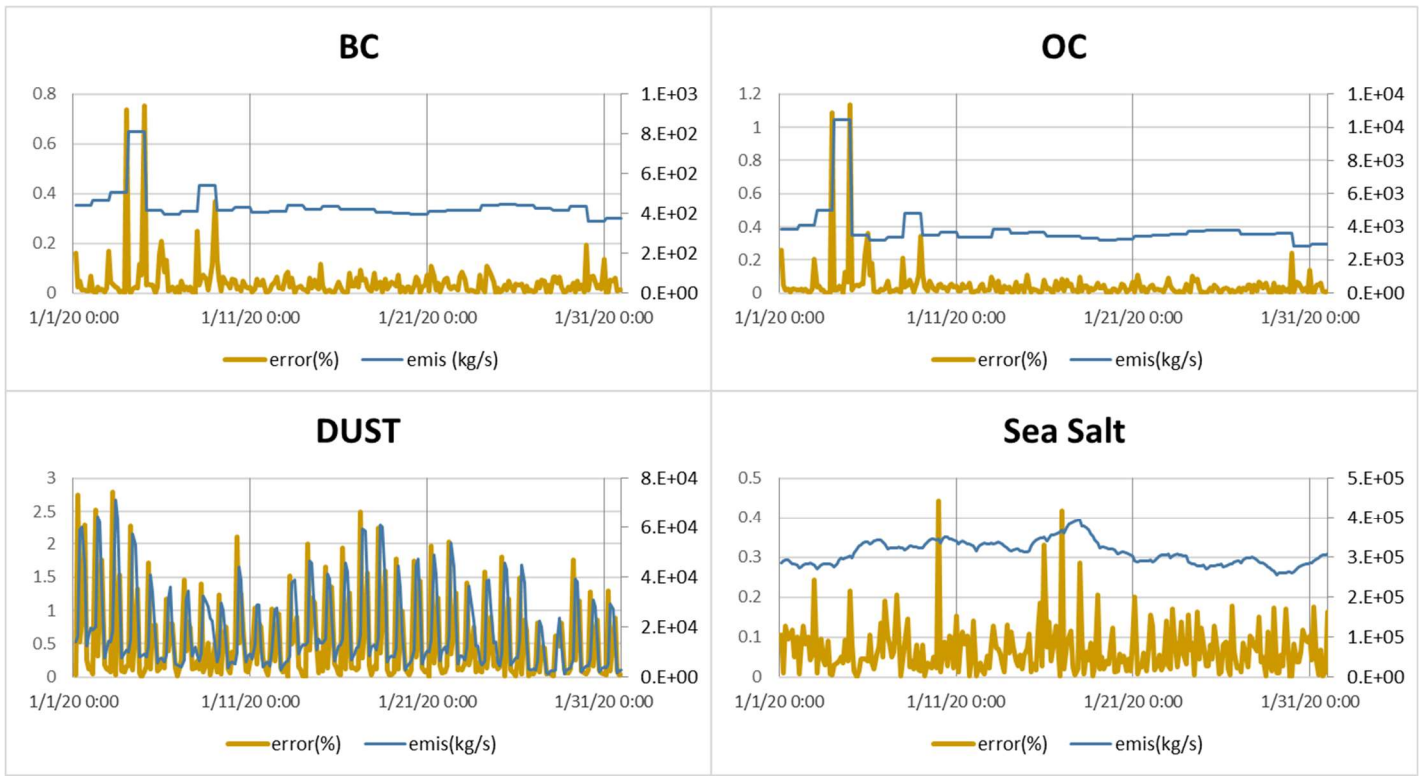 BC
0.8
0.6
0.4
0.2
0
1.E+03
8.E+02
6.E+02
4.E+02
2.E+02
0.E+00
1/1/20 0:00 1/11/20 0:00 1/21/20 0:00 1/31/20 0:00
error(%) emis (kg/s)
OC
1.2
1
0.8
0.6
0.4
0.2
0
1.E+04
1.E+04
8.E+03
6.E+03
4.E+03
2.E+03
0.E+00
1/1/20 0:00 1/11/20 0:00 1/21/20 0:00 1/31/20 0:00
error(%) emis(kg/s)
DUST
3
2.5
2
1.5
1
0.5
0
8.E+04
6.E+04
4.E+04
2.E+04
0.E+00
1/1/20 0:00 1/11/20 0:00 1/21/20 0:00 1/31/20 0:00
error(%) emis(kg/s)
Sea Salt
0.5
0.4
0.3
0.2
0.1
0
5.E+05
4.E+05
3.E+05
2.E+05
1.E+05
0.E+00
1/1/20 0:00 1/11/20 0:00 1/21/20 0:00 1/31/20 0:00
error(%) emis(kg/s)